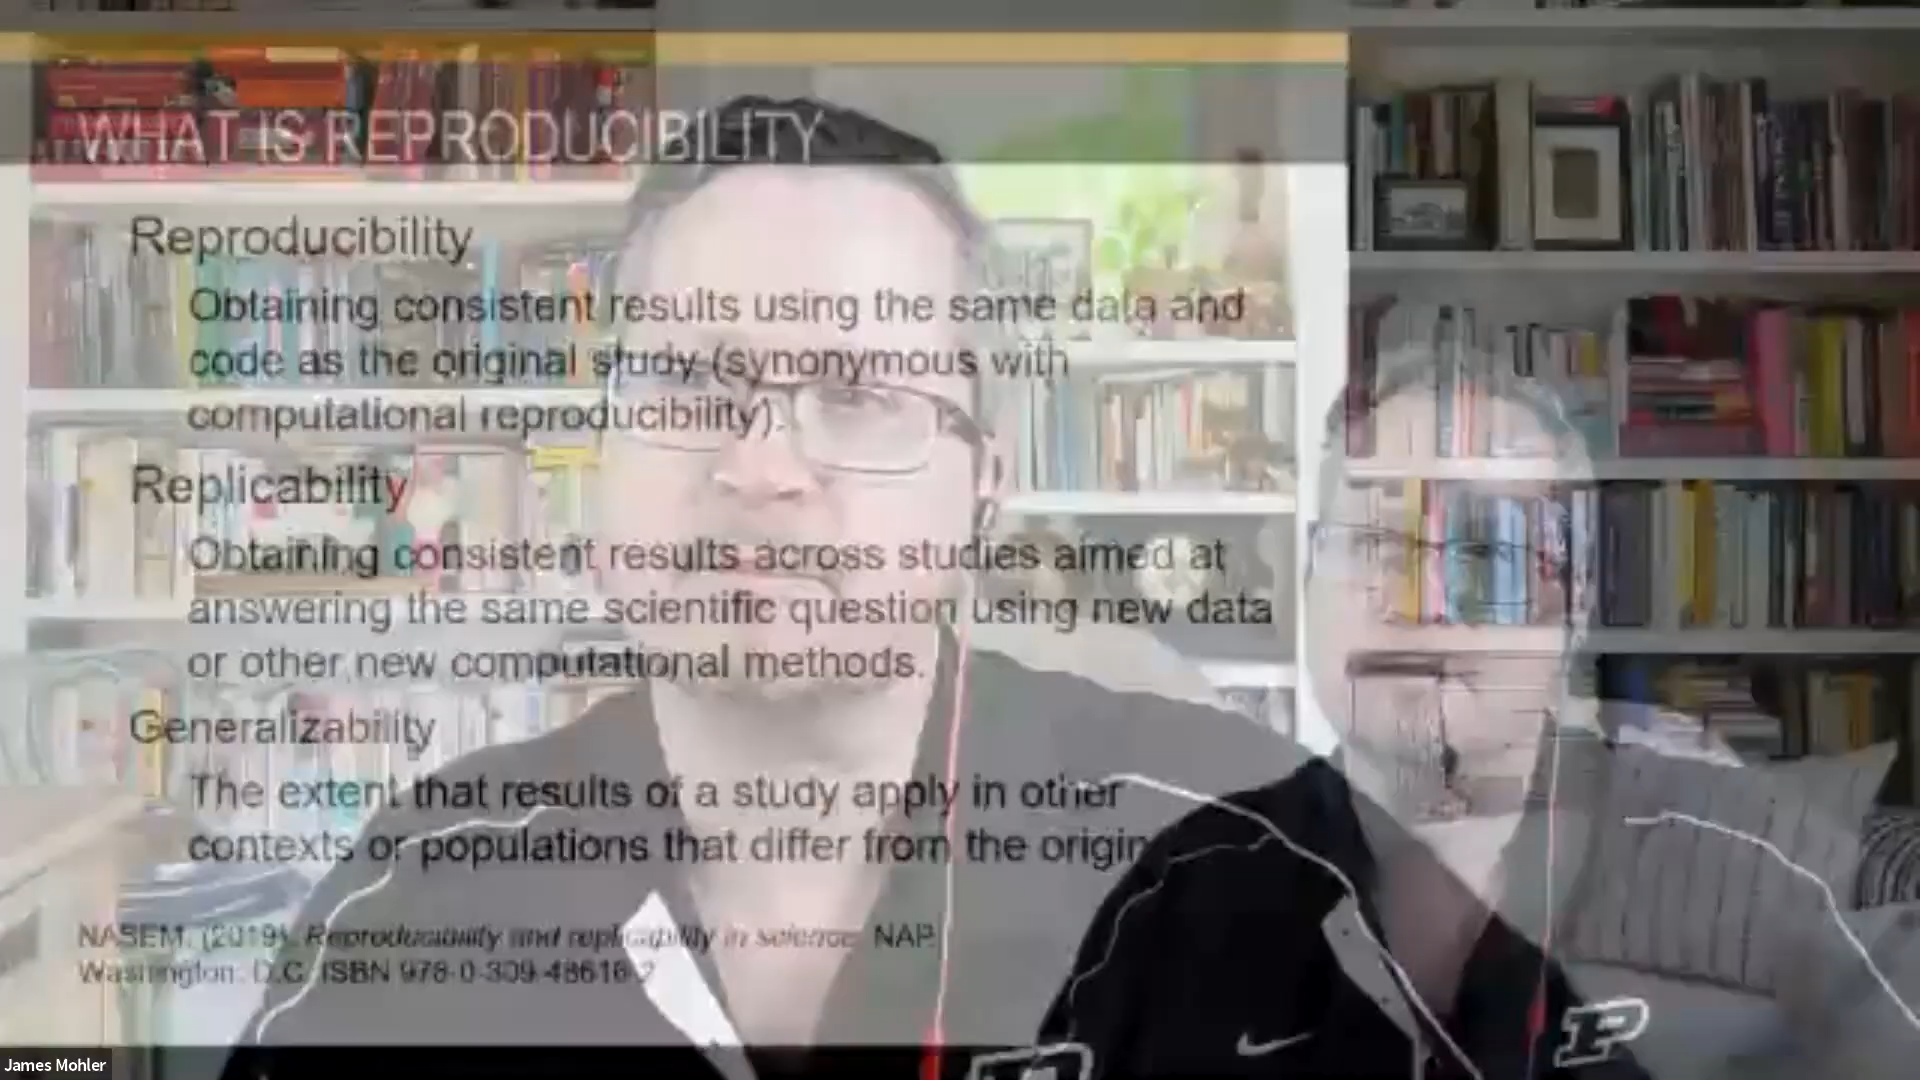 WHAT IS REPRODUCIBILITY
Reproducibility
Obtaining consistent results using the same data and
code as the original study (synonymous with
computational reproducibility).
Replicability
Obtaining consistent results across studies aimed at
answering the same scientific question using new data
or other new computational methods.
Generalizability
The extent that results of a study apply in other
contexts or populations that differ from the origin
NASEM. (2019). Reproducibility and replicability in science. NAP.
Washington. D.C. ISBN 978-0-309-48616-2
P
James Mohler